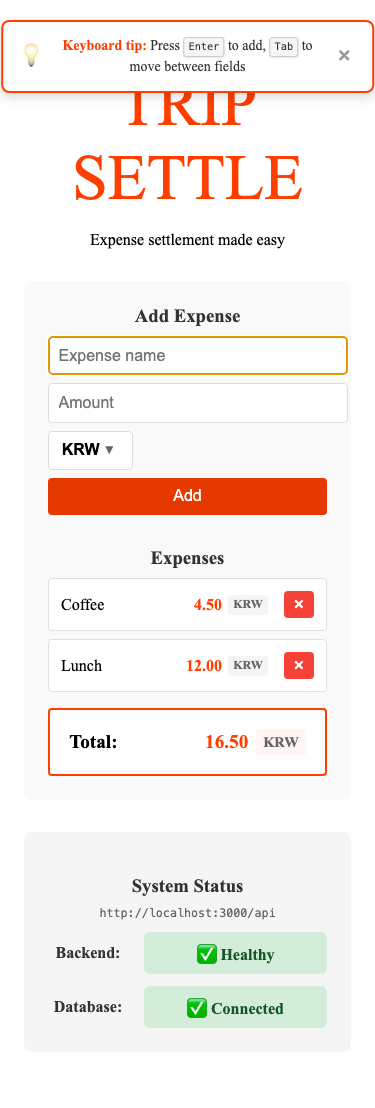 Keyboard tip: Press Enter to add, Tab to
move between fields
×
TRIP
SETTLE
Expense settlement made easy
Add Expense
Expense name
Amount
KRW ▼
Add
Expenses
Coffee 4.50 KRW ×
Lunch 12.00 KRW ×
Total: 16.50 KRW
System Status
http://localhost:3000/api
Backend: ✅ Healthy
Database: ✅ Connected